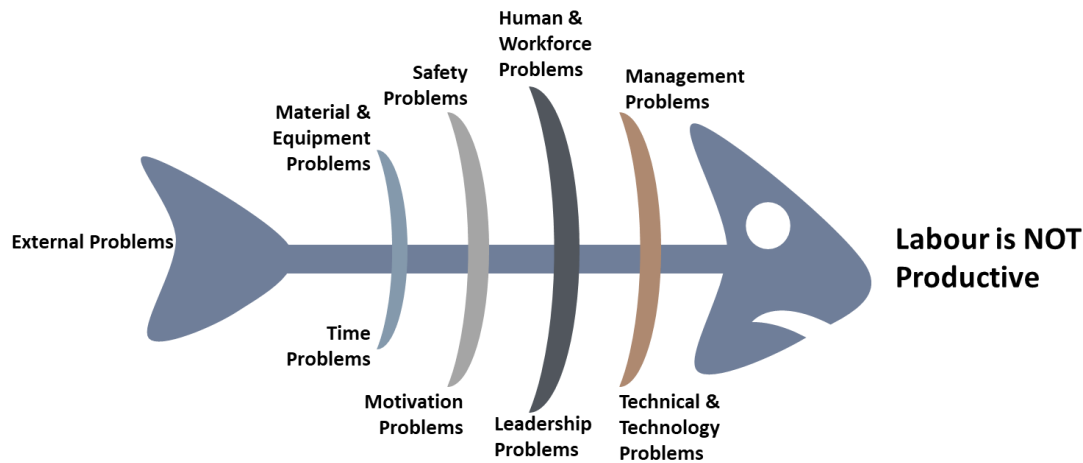 Human &
Workforce
Problems
Safety
Problems
Management
Problems
Material &
Equipment
Problems
External Problems
Labour is NOT
Productive
Time
Problems
Motivation
Problems
Leadership
Problems
Technical &
Technology
Problems